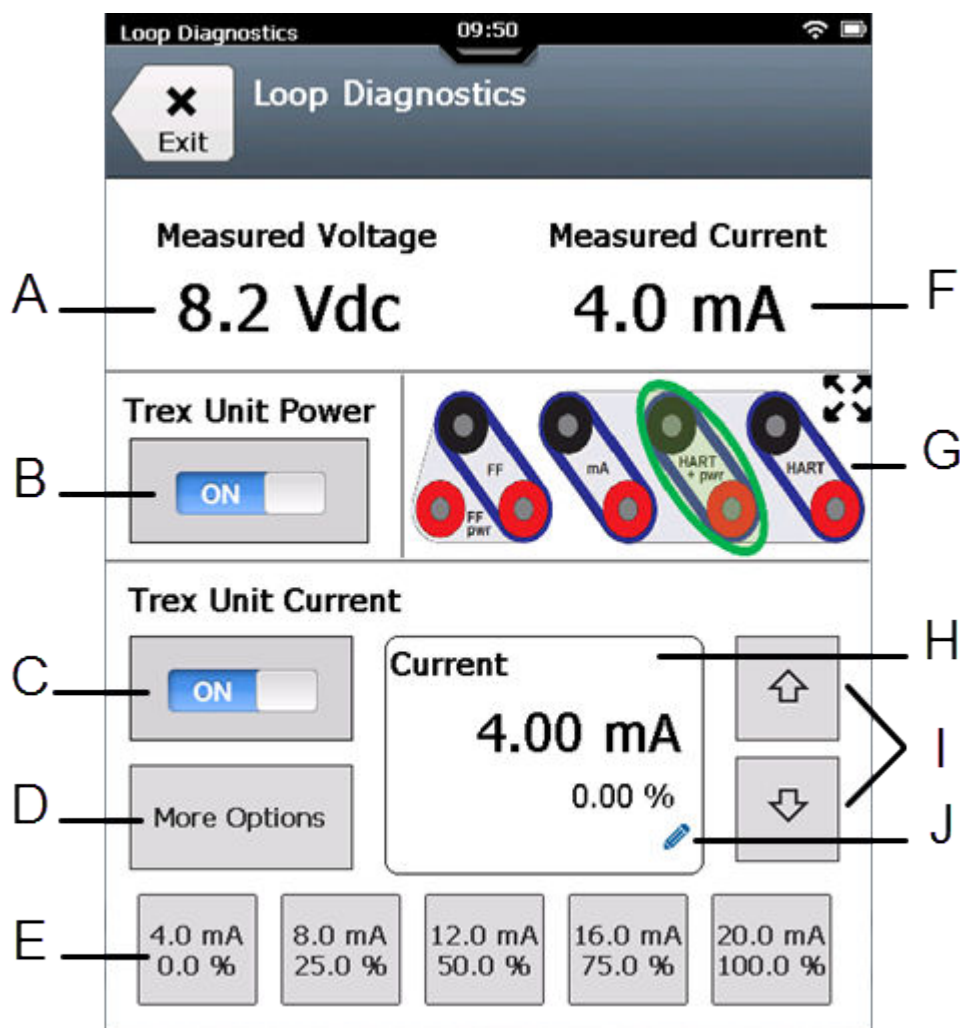 Loop Diagnostics 09:50
Exit
Loop Diagnostics
Measured Voltage Measured Current
A 8.2 Vdc 4.0 mA F
Trex Unit Power
B ON
FF mA HART + pwr HART G
FF pwr
Trex Unit Current
C ON
Current H
4.00 mA
I
D More Options 0.00 %
J
E 4.0 mA 8.0 mA 12.0 mA 16.0 mA 20.0 mA
0.0 % 25.0 % 50.0 % 75.0 % 100.0 %